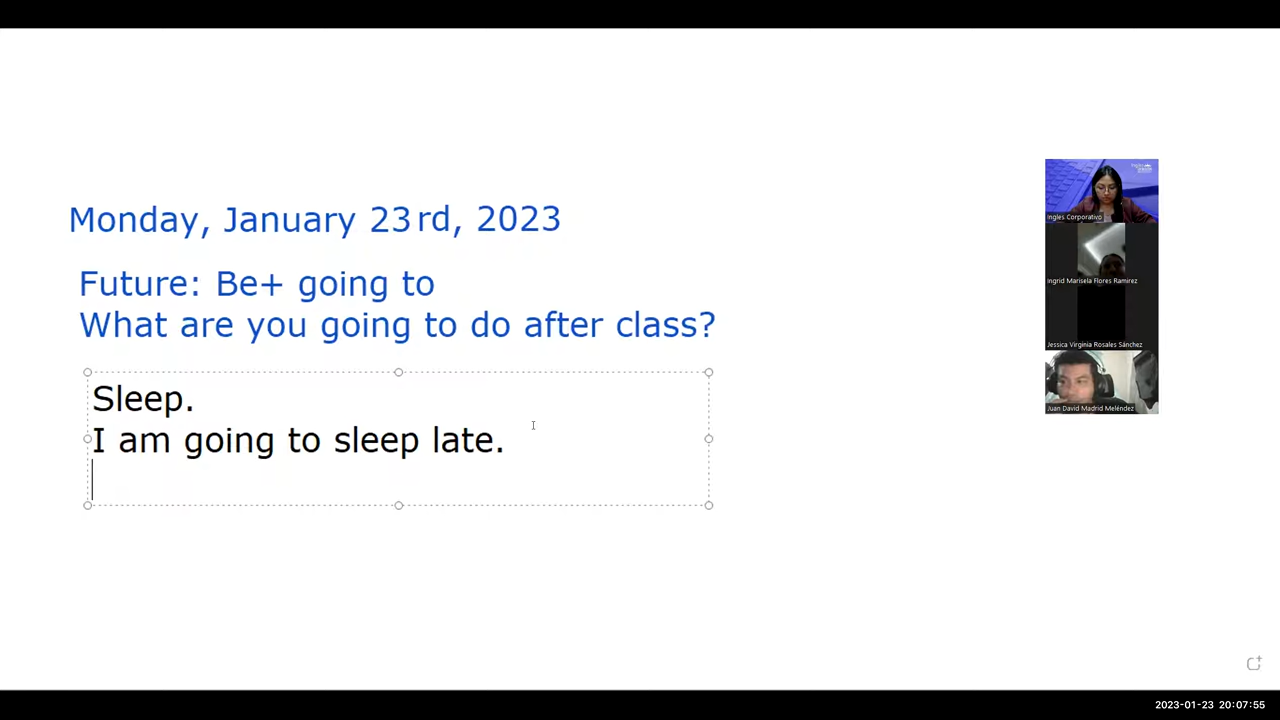 Monday, January 23rd, 2023
Future: Be+ going to
What are you going to do after class?
Sleep.
I am going to sleep late.
Ingles Corporativo
Ingrid Marisela Flores Ramirez
Jessica Virginia Rosales Sánchez
Juan David Madrid Meléndez
2023-01-23 20:07:55